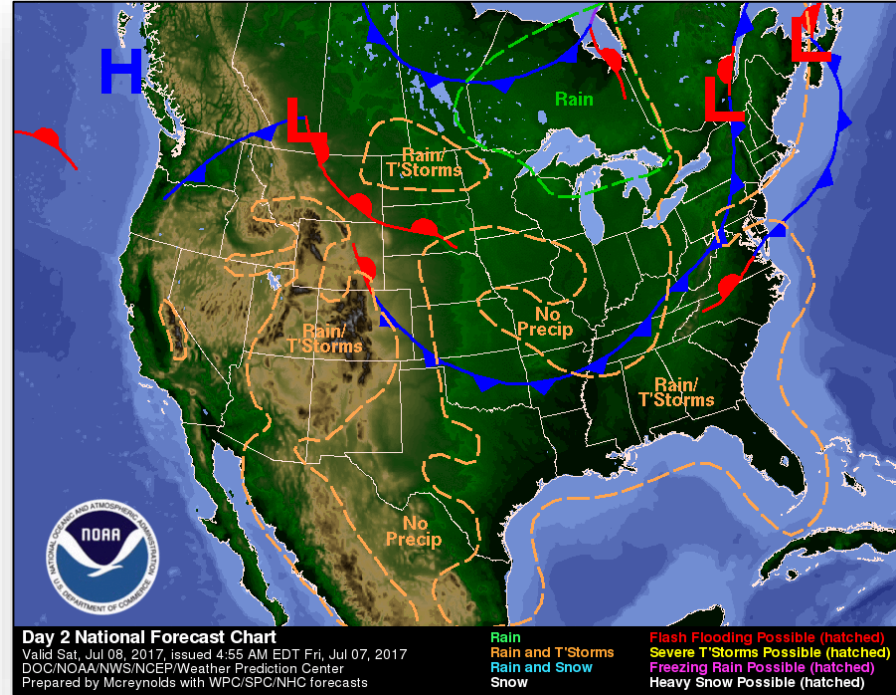 H
L
L
L
Rain
Rain/
T'Storms
No
Precip
Rain/
T'Storms
Rain/
T'Storms
No
Precip
NATIONAL OCEANIC AND ATMOSPHERIC ADMINISTRATION
NOAA
U.S. DEPARTMENT OF COMMERCE
Day 2 National Forecast Chart
Valid Sat, Jul 08, 2017, issued 4:55 AM EDT Fri, Jul 07, 2017
DOC/NOAA/NWS/NCEP/Weather Prediction Center
Prepared by Mcreynolds with WPC/SPC/NHC forecasts
Rain
Rain and T'Storms
Rain and Snow
Snow
Flash Flooding Possible (hatched)
Severe T'Storms Possible (hatched)
Freezing Rain Possible (hatched)
Heavy Snow Possible (hatched)